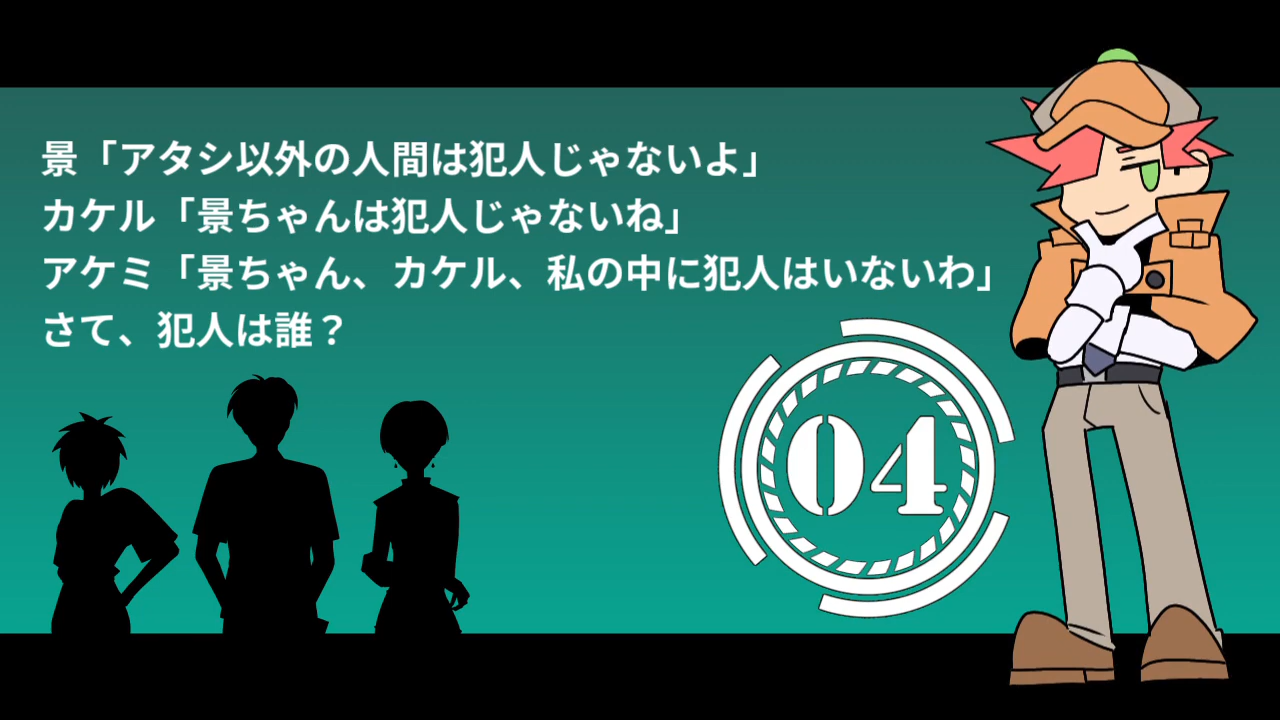 景「アタシ以外の人間は犯人じゃないよ」
カケル「景ちゃんは犯人じゃないね」
アケミ「景ちゃん、カケル、私の中に犯人はいないわ」
さて、犯人は誰？
04